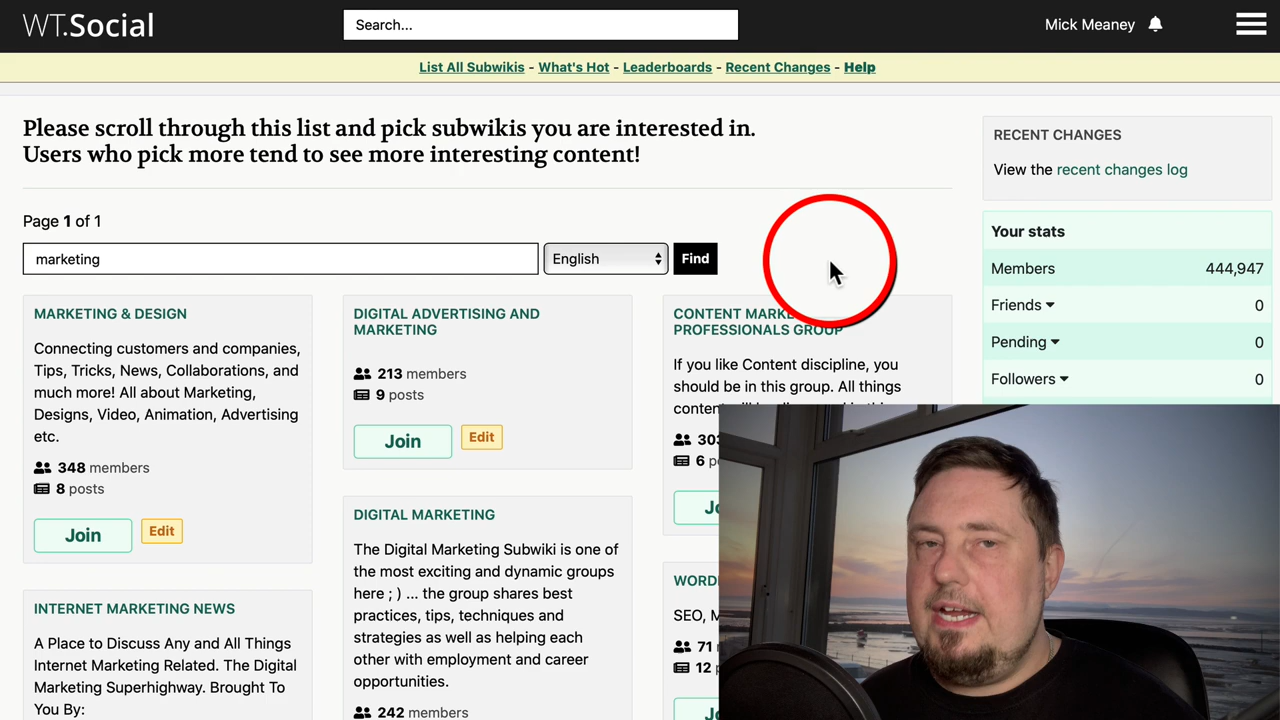 WT.Social
Search...
Mick Meaney
List All Subwikis - What's Hot - Leaderboards - Recent Changes - Help
Please scroll through this list and pick subwikis you are interested in.
Users who pick more tend to see more interesting content!
Page 1 of 1
marketing
English
Find
MARKETING & DESIGN
Connecting customers and companies,
Tips, Tricks, News, Collaborations, and
much more! All about Marketing,
Designs, Video, Animation, Advertising
etc.
348 members
8 posts
Join
Edit
INTERNET MARKETING NEWS
A Place to Discuss Any and All Things
Internet Marketing Related. The Digital
Marketing Superhighway. Brought To
You By:
DIGITAL ADVERTISING AND
MARKETING
213 members
9 posts
Join
Edit
DIGITAL MARKETING
The Digital Marketing Subwiki is one of
the most exciting and dynamic groups
here ; ) ... the group shares best
practices, tips, techniques and
strategies as well as helping each
other with employment and career
opportunities.
242 members
CONTENT
PROFESSIONALS GROUP
If you like Content discipline, you
should be in this group. All things
6
SEO,
71
12
RECENT CHANGES
View the recent changes log
Your stats
Members 444,947
Friends 0
Pending 0
Followers 0